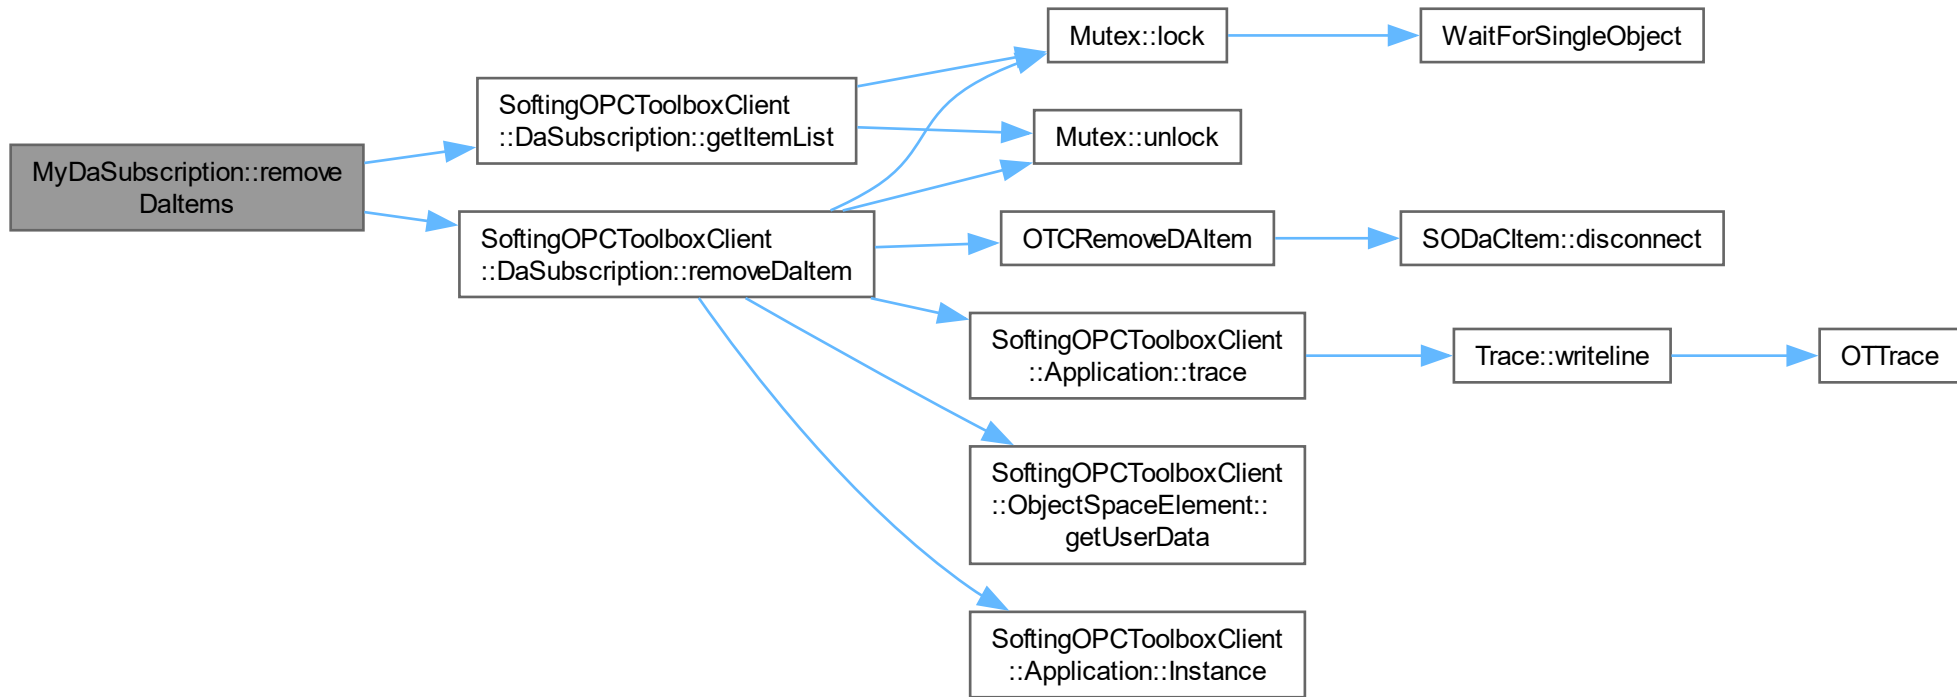 MyDaSubscription::remove
DaItems
SoftingOPCToolboxClient
::DaSubscription::getItemList
SoftingOPCToolboxClient
::DaSubscription::removeDaItem
Mutex::lock
WaitForSingleObject
Mutex::unlock
OTCRemoveDAItem
SODaCItem::disconnect
SoftingOPCToolboxClient
::Application::trace
Trace::writeline
OTTrace
SoftingOPCToolboxClient
::ObjectSpaceElement::
getUserData
SoftingOPCToolboxClient
::Application::Instance